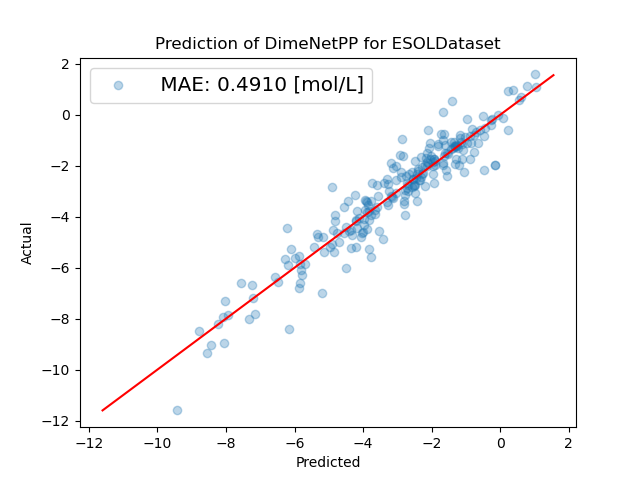 Prediction of DimeNetPP for ESOLDataset
MAE: 0.4910 [mol/L]
2
0
−2
−4
−6
−8
−10
−12
Actual
−12 −10 −8 −6 −4 −2 0 2
Predicted